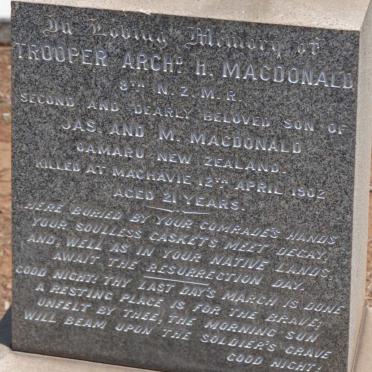 In Loving Memory of
TROOPER ARCHD. H. MACDONALD
8TH N.Z.M.R.
SECOND AND DEARLY BELOVED SON OF
JAS. AND M. MACDONALD
OAMARU NEW ZEALAND.
KILLED AT MACHAVIE 12TH APRIL 1902
AGED 21 YEARS.
HERE BURIED BY YOUR COMRADE'S HANDS
YOUR SOULLESS CASKETS MEET DECAY,
AND, WELL AS IN YOUR NATIVE LANDS,
AWAIT THE RESURRECTION DAY.
GOOD NIGHT; THY LAST DAY'S MARCH IS DONE
A RESTING PLACE IS FOR THE BRAVE;
UNFELT BY THEE, THE MORNING SUN
WILL BEAM UPON THE SOLDIER'S GRAVE
GOOD NIGHT!